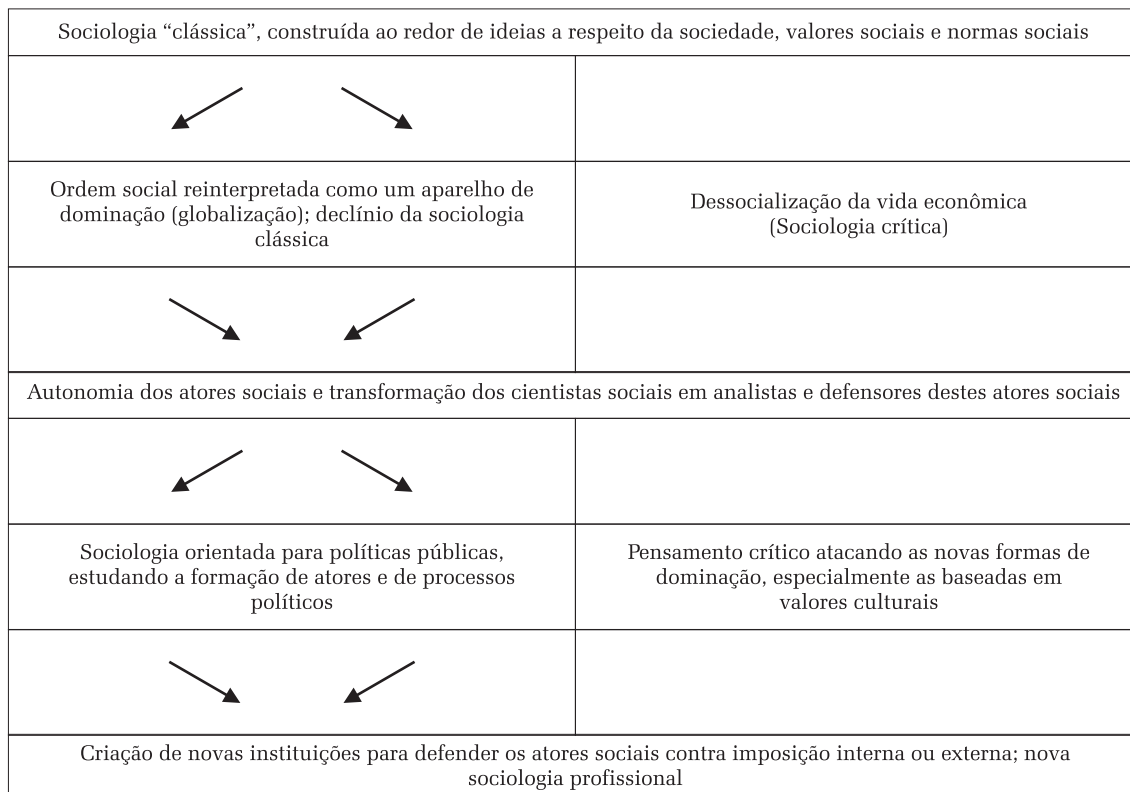 Sociologia “clássica”, construída ao redor de ideias a respeito da sociedade, valores sociais e normas sociais
Ordem social reinterpretada como um aparelho de
dominação (globalização); declínio da sociologia
clássica
Dessocialização da vida econômica
(Sociologia crítica)
Autonomia dos atores sociais e transformação dos cientistas sociais em analistas e defensores destes atores sociais
Sociologia orientada para políticas públicas,
estudando a formação de atores e de processos
políticos
Pensamento crítico atacando as novas formas de
dominação, especialmente as baseadas em
valores culturais
Criação de novas instituições para defender os atores sociais contra imposição interna ou externa; nova
sociologia profissional